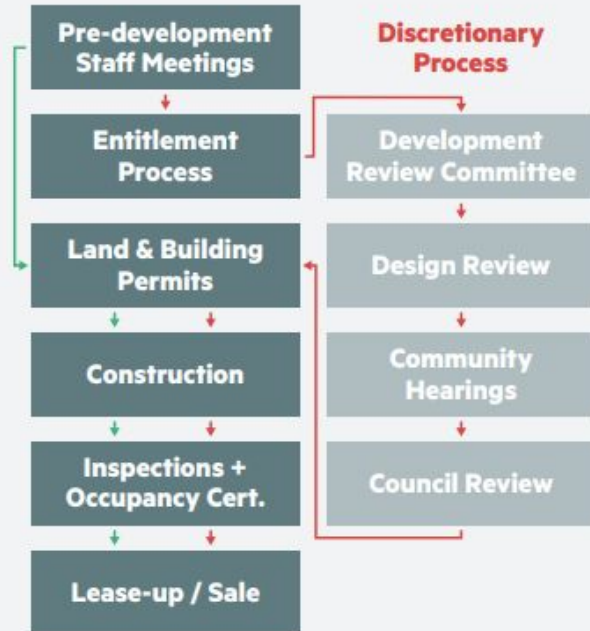 Pre-development
Staff Meetings
Entitlement
Process
Land & Building
Permits
Construction
Inspections +
Occupancy Cert.
Lease-up / Sale
Discretionary
Process
Development
Review Committee
Design Review
Community
Hearings
Council Review